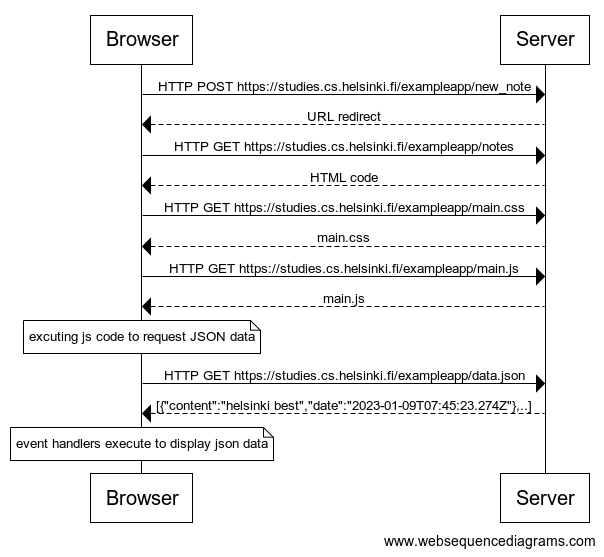 Browser
Server
HTTP POST https://studies.cs.helsinki.fi/exampleapp/new_note
URL redirect
HTTP GET https://studies.cs.helsinki.fi/exampleapp/notes
HTML code
HTTP GET https://studies.cs.helsinki.fi/exampleapp/main.css
main.css
HTTP GET https://studies.cs.helsinki.fi/exampleapp/main.js
main.js
excuting js code to request JSON data
HTTP GET https://studies.cs.helsinki.fi/exampleapp/data.json
[{"content":"helsinki best","date":"2023-01-09T07:45:23.274Z"},..]
event handlers execute to display json data
Browser
Server
www.websequencediagrams.com